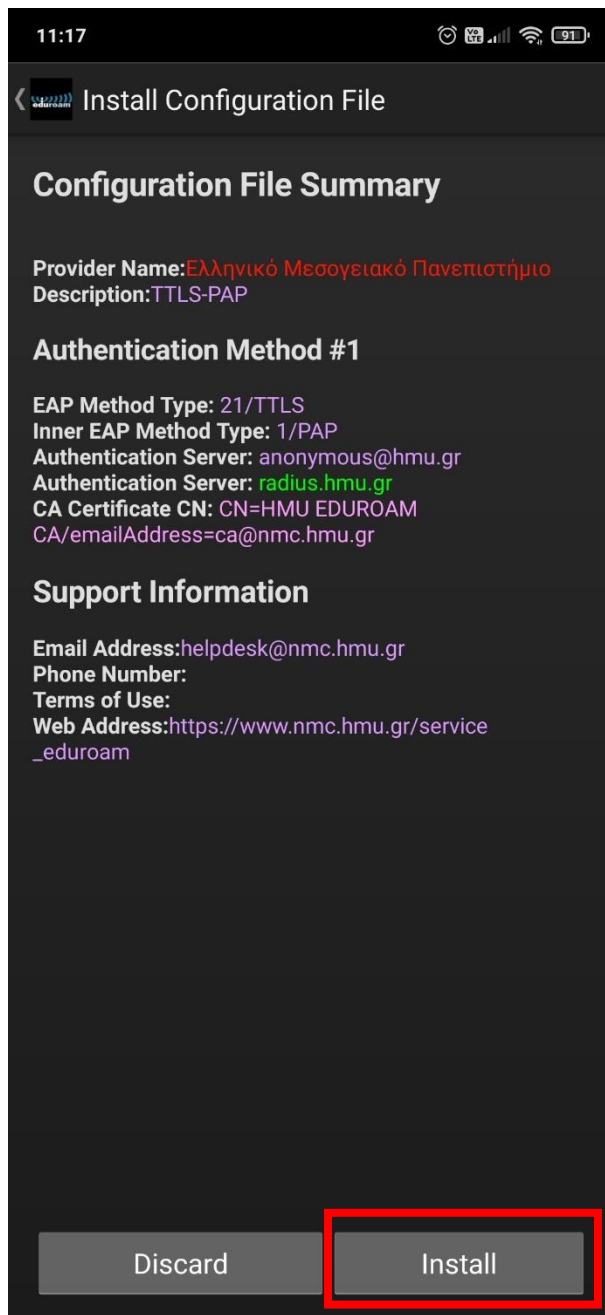 11:17
Vo LTE 91
eduroam Install Configuration File
Configuration File Summary
Provider Name:Ελληνικό Μεσογειακό Πανεπιστήμιο
Description:TTLS-PAP
Authentication Method #1
EAP Method Type: 21/TTLS
Inner EAP Method Type: 1/PAP
Authentication Server: anonymous@hmu.gr
Authentication Server: radius.hmu.gr
CA Certificate CN: CN=HMU EDUROAM
CA/emailAddress=ca@nmc.hmu.gr
Support Information
Email Address:helpdesk@nmc.hmu.gr
Phone Number:
Terms of Use:
Web Address:https://www.nmc.hmu.gr/service
_eduroam
Discard Install